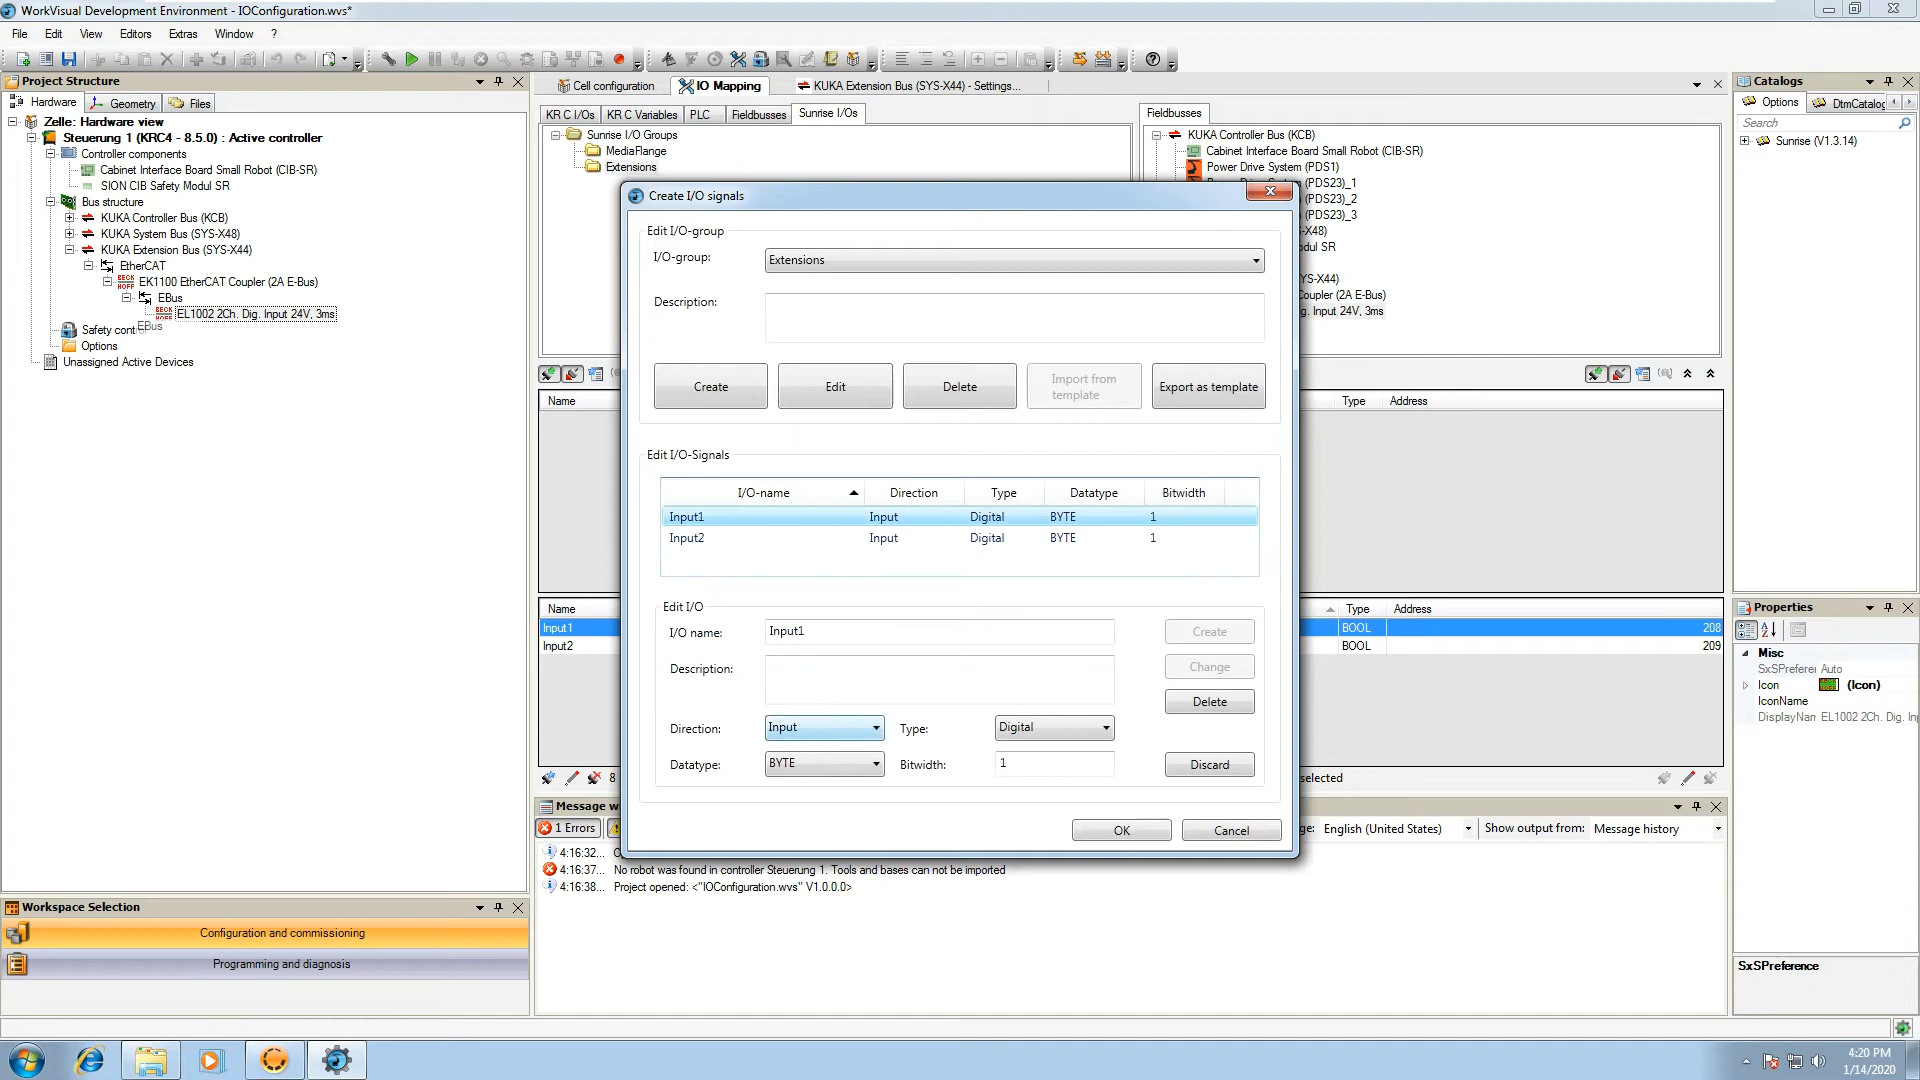 WorkVisual Development Environment - IOConfiguration.wvs*
File Edit View Editors Extras Window ?
Project Structure
Hardware Geometry Files
Zelle: Hardware view
Steuerung 1 (KRC4 - 8.5.0) : Active controller
Controller components
Cabinet Interface Board Small Robot (CIB-SR)
SION CIB Safety Modul SR
Bus structure
KUKA Controller Bus (KCB)
KUKA System Bus (SYS-X48)
KUKA Extension Bus (SYS-X44)
EtherCAT
EK1100 EtherCAT Coupler (2A E-Bus)
EBus
EL1002 2Ch. Dig. Input 24V, 3ms
Safety cont
EBus
Options
Unassigned Active Devices
Workspace Selection
Configuration and commissioning
Programming and diagnosis
Cell configuration IO Mapping KUKA Extension Bus (SYS-X44) - Settings...
KR C I/Os KR C Variables PLC Fieldbusses Sunrise I/Os
Sunrise I/O Groups
MediaFlange
Extensions
Fieldbusses
KUKA Controller Bus (KCB)
Cabinet Interface Board Small Robot (CIB-SR)
Power Drive System (PDS1)
(PDS23)_1
(PDS23)_2
(PDS23)_3
-X48)
dul SR
YS-X44)
Coupler (2A E-Bus)
g. Input 24V, 3ms
Create I/O signals
Edit I/O-group
I/O-group: Extensions
Description:
Create Edit Delete Import from template Export as template
Edit I/O-Signals
I/O-name Direction Type Datatype Bitwidth
Input1 Input Digital BYTE 1
Input2 Input Digital BYTE 1
Edit I/O
I/O name: Input1 Create
Description: Change
Delete
Direction: Input Type: Digital
Datatype: BYTE Bitwidth: 1 Discard
OK Cancel
Name Type Address
Name Type Address
Input1 BOOL 208
Input2 BOOL 209
8 selected
Message w
1 Errors ge: English (United States) Show output from: Message history
4:16:32...
4:16:37... No robot was found in controller Steuerung 1. Tools and bases can not be imported
4:16:38... Project opened: <"IOConfiguration.wvs" V1.0.0.0>
Catalogs
Options DtmCatalog
Search
Sunrise (V1.3.14)
Properties
Misc
SxSPreferei Auto
Icon (Icon)
IconName
DisplayNam EL1002 2Ch. Dig. In
SxSPreference
4:20 PM
1/14/2020